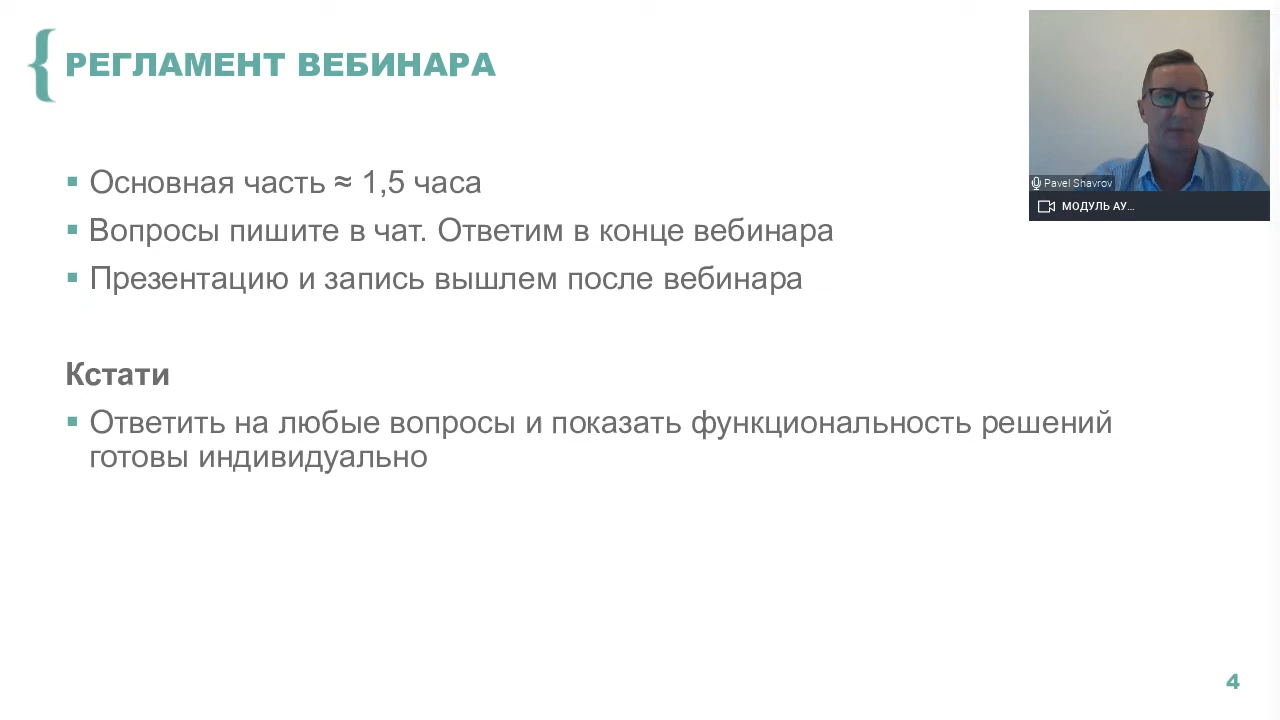 РЕГЛАМЕНТ ВЕБИНАРА
Основная часть ≈ 1,5 часа
Вопросы пишите в чат. Ответим в конце вебинара
Презентацию и запись вышлем после вебинара
Кстати
Ответить на любые вопросы и показать функциональность решений
готовы индивидуально
Pavel Shavrov
МОДУЛЬ АУ...
4